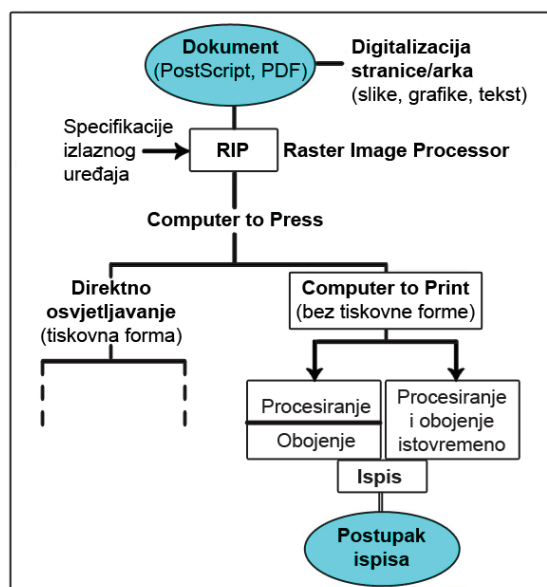 Dokument
(PostScript, PDF)
Digitalizacija
stranice/arka
(slike, grafike, tekst)
Specifikacije
izlaznog
uređaja
RIP
Raster Image Processor
Computer to Press
Direktno
osvjetljavanje
(tiskovna forma)
Computer to Print
(bez tiskovne forme)
Procesiranje
Obojenje
Procesiranje
i obojenje
istovremeno
Ispis
Postupak
ispisa